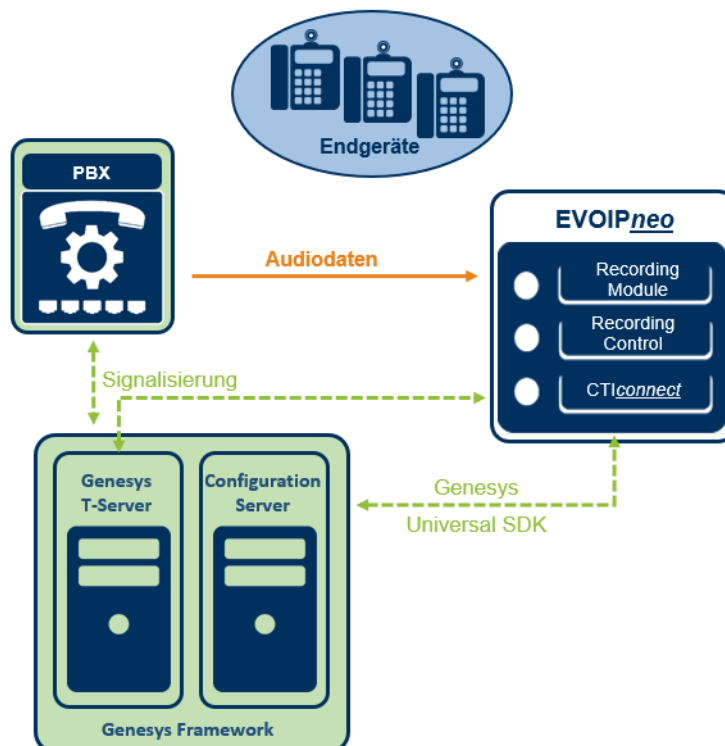 Endgeräte
PBX
EVOIPneo
Audiodaten
Recording
Module
Recording
Control
CTIconnect
Signalisierung
Genesys
T-Server
Configuration
Server
Genesys
Universal SDK
Genesys Framework